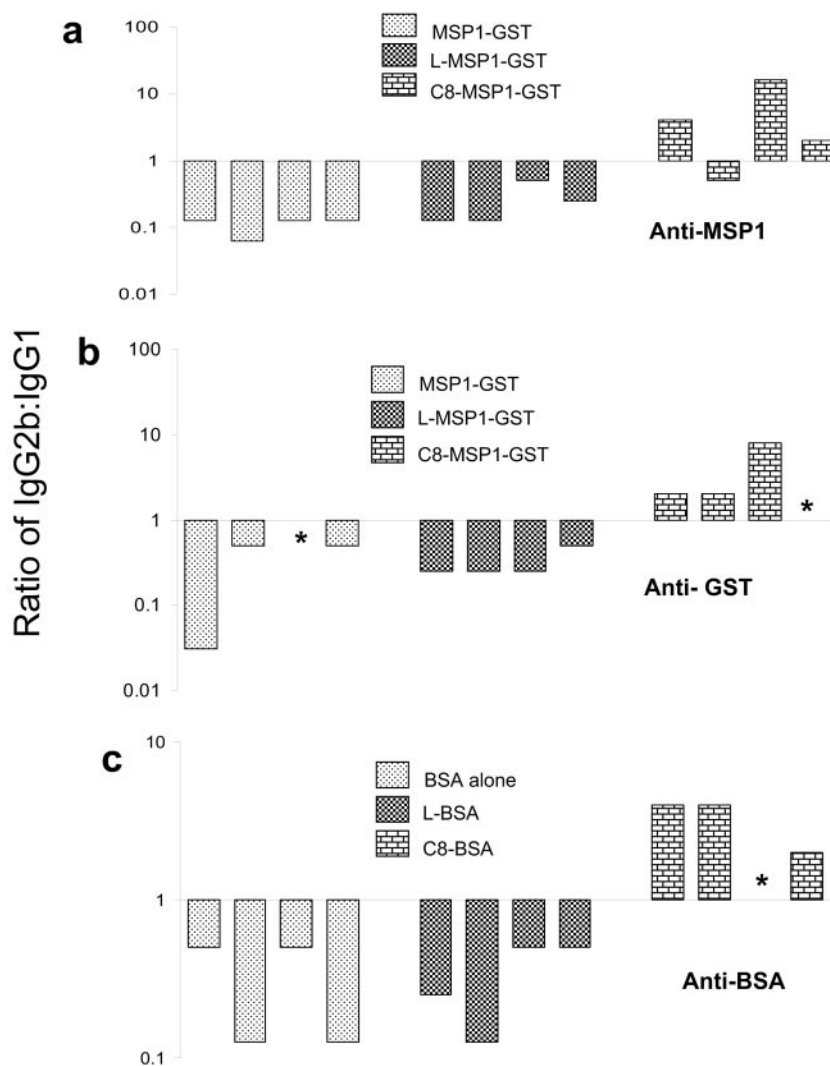 Ratio of IgG2b:IgG1
a
100
10
1
0.1
0.01
MSP1-GST
L-MSP1-GST
C8-MSP1-GST
Anti-MSP1
b
100
10
1
0.1
0.01
MSP1-GST
L-MSP1-GST
C8-MSP1-GST
*
*
Anti- GST
c
10
1
0.1
BSA alone
L-BSA
C8-BSA
*
Anti-BSA